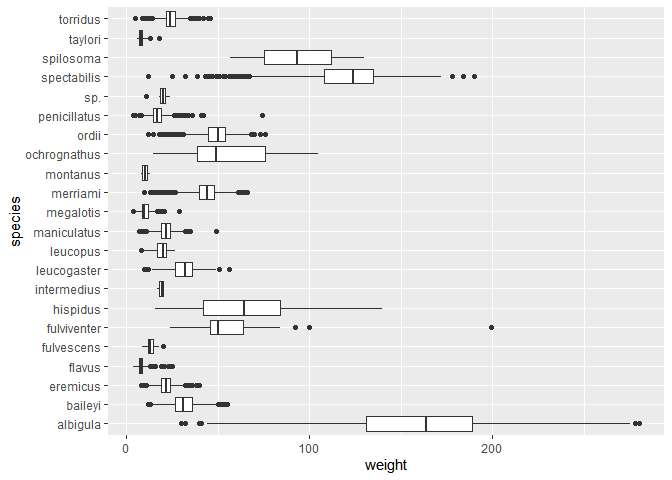 torridus
taylori
spilosoma
spectabilis
sp.
penicillatus
ordii
ochrognathus
montanus
merriami
megalotis
maniculatus
leucopus
leucogaster
intermedius
hispidus
fulviventer
fulvescens
flavus
eremicus
baileyi
albigula
species
0 100 200
weight